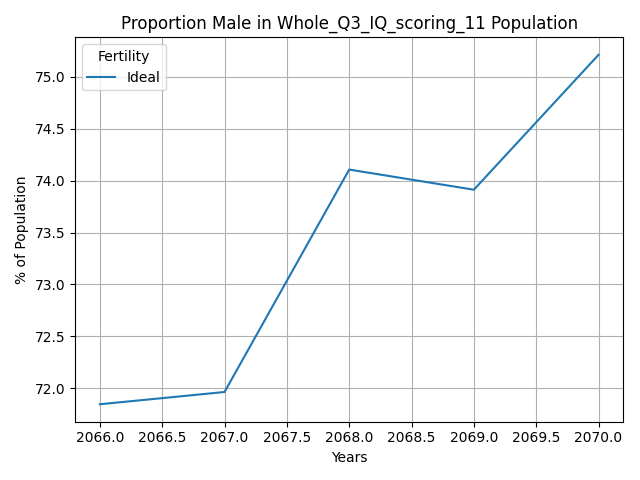 Proportion Male in Whole_Q3_IQ_scoring_11 Population
Fertility
Ideal
75.0
74.5
74.0
73.5
73.0
72.5
72.0
% of Population
2066.0 2066.5 2067.0 2067.5 2068.0 2068.5 2069.0 2069.5 2070.0
Years